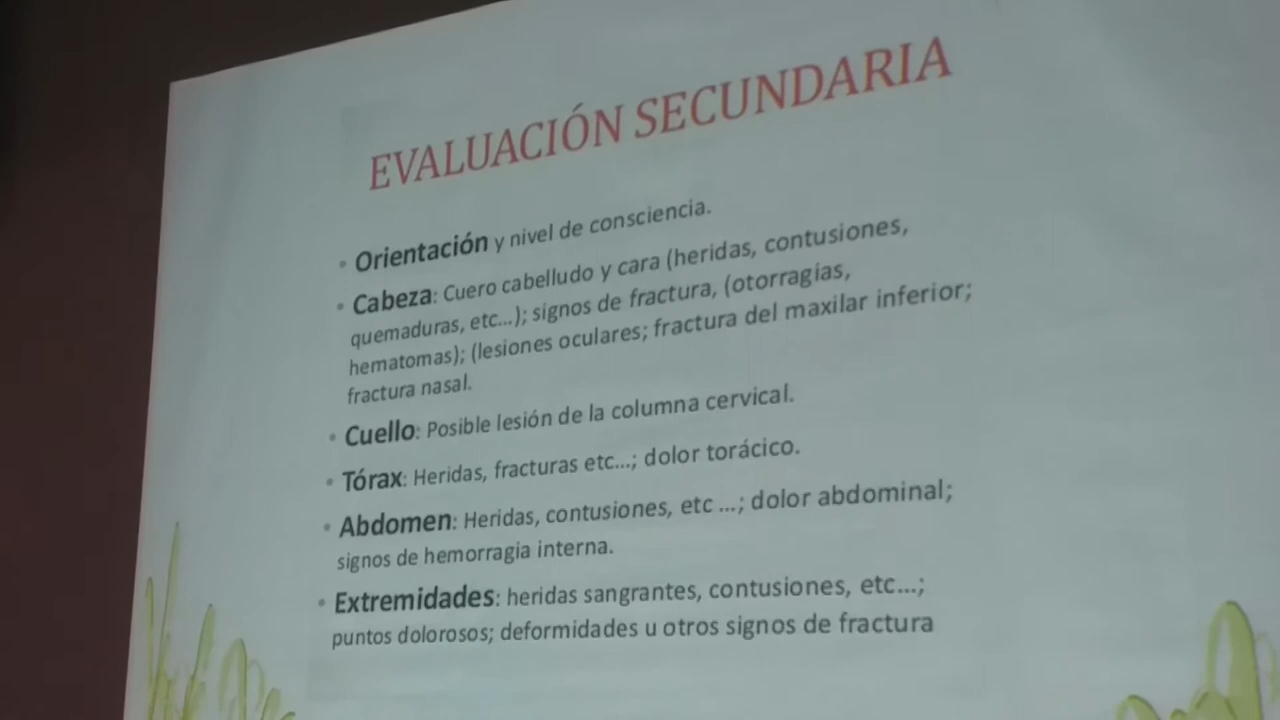 EVALUACIÓN SECUNDARIA
• Orientación y nivel de consciencia.
• Cabeza: Cuero cabelludo y cara (heridas, contusiones,
quemaduras, etc...); signos de fractura, (otorragías,
hematomas); (lesiones oculares; fractura del maxilar inferior;
fractura nasal.
• Cuello: Posible lesión de la columna cervical.
• Tórax: Heridas, fracturas etc...; dolor torácico.
• Abdomen: Heridas, contusiones, etc ...; dolor abdominal;
signos de hemorragia interna.
• Extremidades: heridas sangrantes, contusiones, etc...;
puntos dolorosos; deformidades u otros signos de fractura